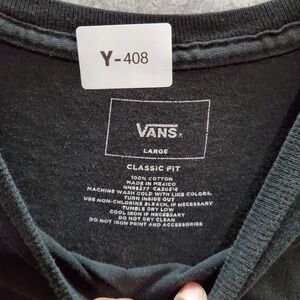 Y-408
VANS
LARGE
CLASSIC FIT
100% COTTON
MADE IN MEXICO
MACHINE WASH COLD WITH LIKE COLORS.
TURN INSIDE OUT
USE NON-CHLORINE BLEACH, IF NECESSARY
TUMBLE DRY LOW
COOL IRON IF NECESSARY
DO NOT DRY CLEAN
DO NOT IRON PRINT AND ACCESSORIES